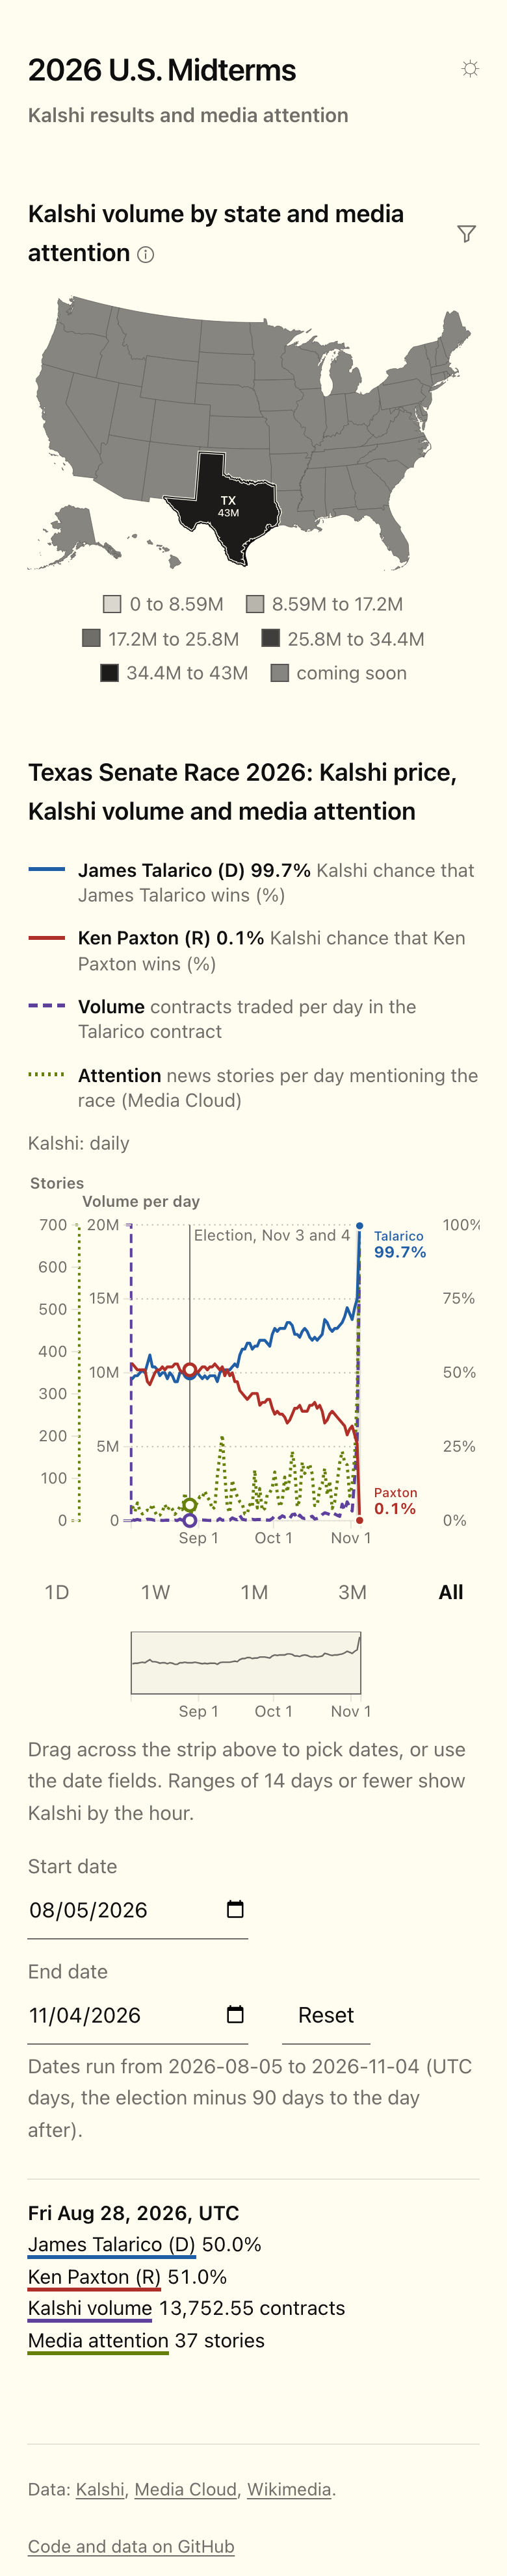 2026 U.S. Midterms
Kalshi results and media attention
Kalshi volume by state and media
attention
TX
43M
0 to 8.59M
8.59M to 17.2M
17.2M to 25.8M
25.8M to 34.4M
34.4M to 43M
coming soon
Texas Senate Race 2026: Kalshi price,
Kalshi volume and media attention
James Talarico (D) 99.7% Kalshi chance that
James Talarico wins (%)
Ken Paxton (R) 0.1% Kalshi chance that Ken
Paxton wins (%)
Volume contracts traded per day in the
Talarico contract
Attention news stories per day mentioning the
race (Media Cloud)
Kalshi: daily
Stories
Volume per day
700
600
500
400
300
200
100
0
20M
15M
10M
5M
0
Election, Nov 3 and 4
Talarico
99.7%
Paxton
0.1%
100%
75%
50%
25%
0%
Sep 1
Oct 1
Nov 1
1D
1W
1M
3M
All
Sep 1
Oct 1
Nov 1
Drag across the strip above to pick dates, or use
the date fields. Ranges of 14 days or fewer show
Kalshi by the hour.
Start date
08/05/2026
End date
11/04/2026
Reset
Dates run from 2026-08-05 to 2026-11-04 (UTC
days, the election minus 90 days to the day
after).
Fri Aug 28, 2026, UTC
James Talarico (D) 50.0%
Ken Paxton (R) 51.0%
Kalshi volume 13,752.55 contracts
Media attention 37 stories
Data: Kalshi, Media Cloud, Wikimedia.
Code and data on GitHub